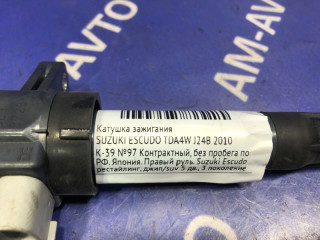 AM-AVTO
AM-AV
Катушка зажигания
SUZUKI ESCUDO TDA4W J24B 2010
К-39 №97 Контрактный, без пробега по
РФ. Япония. Правый руль. Suzuki Escudo
рестайлинг, джип/suv 5 дв., 3 поколение